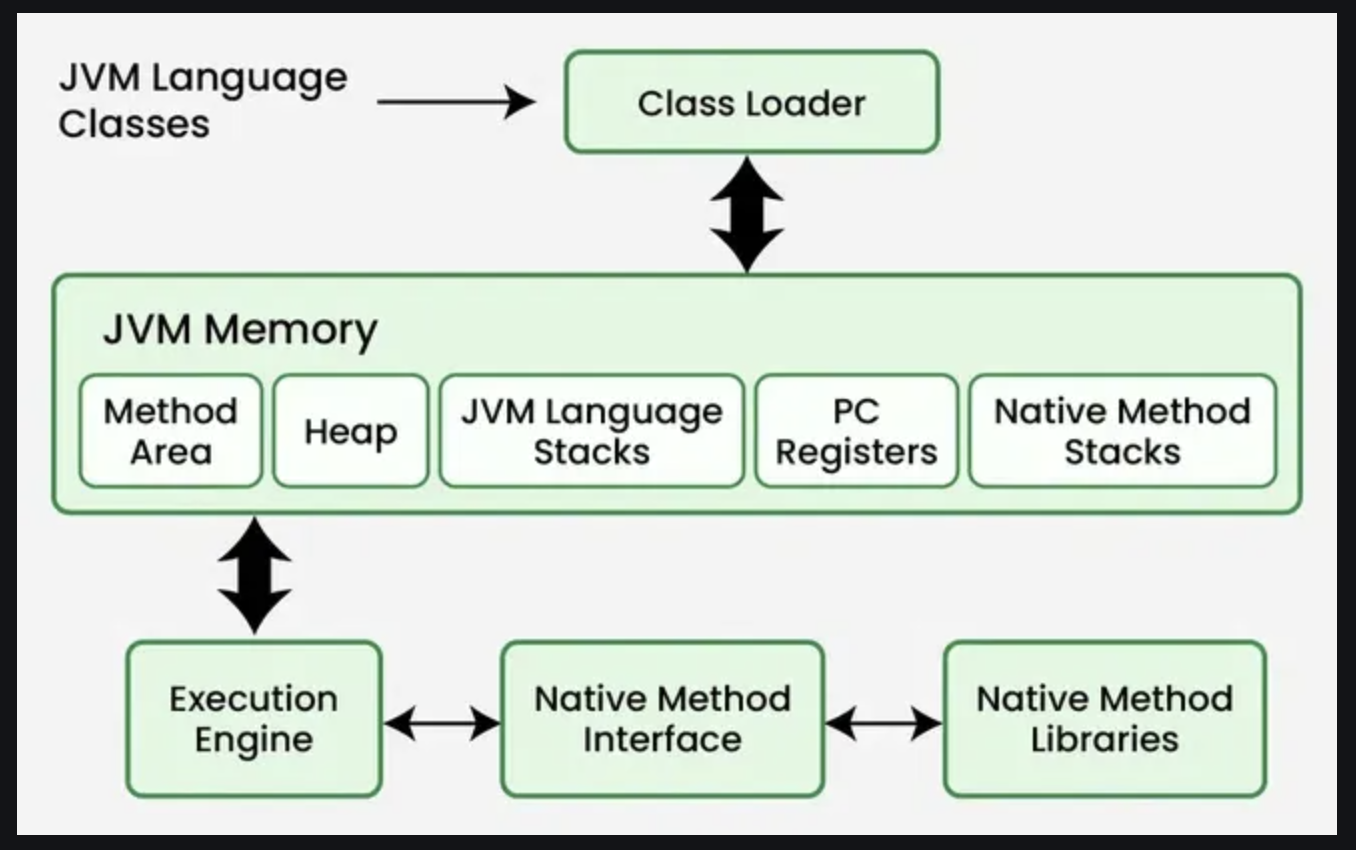 JVM Language
Classes
Class Loader
JVM Memory
Method
Area
Heap
JVM Language
Stacks
PC
Registers
Native Method
Stacks
Execution
Engine
Native Method
Interface
Native Method
Libraries